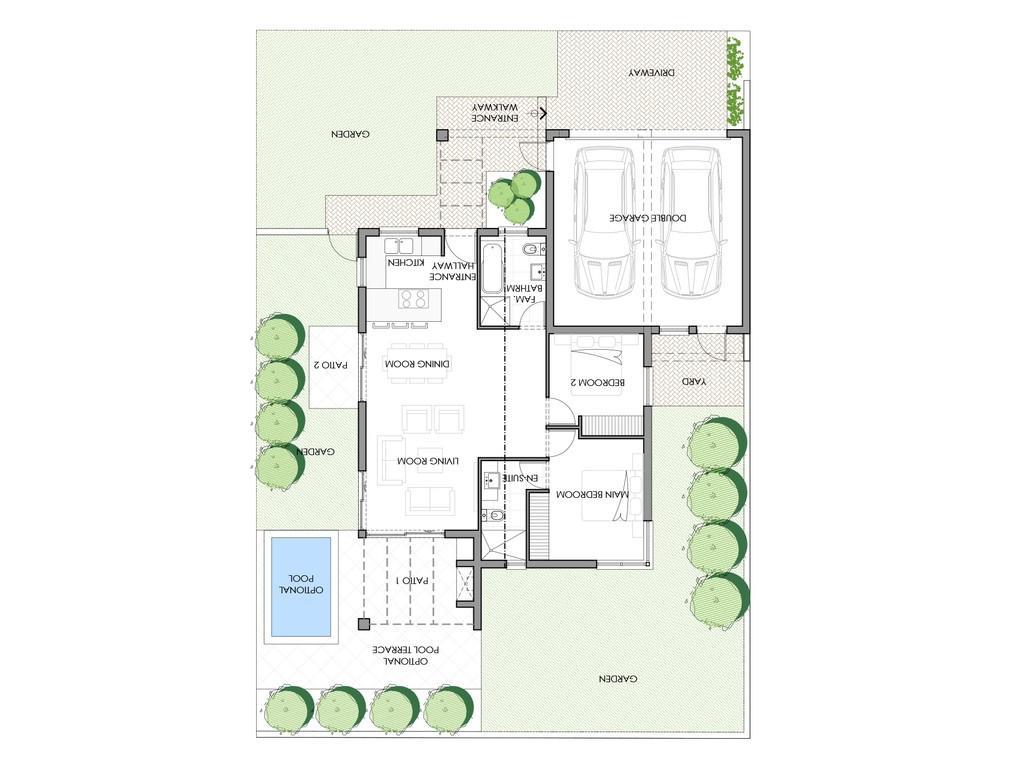 DRIVEWAY
ENTRANCE
WALKWAY
GARDEN
DOUBLE GARAGE
KITCHEN
ENTRANCE
HALLWAY
FAM.
BATHRM
DINING ROOM
PATIO 2
BEDROOM 2
YARD
GARDEN
LIVING ROOM
EN-SUITE
MAIN BEDROOM
OPTIONAL
POOL
PATIO 1
OPTIONAL
POOL TERRACE
GARDEN